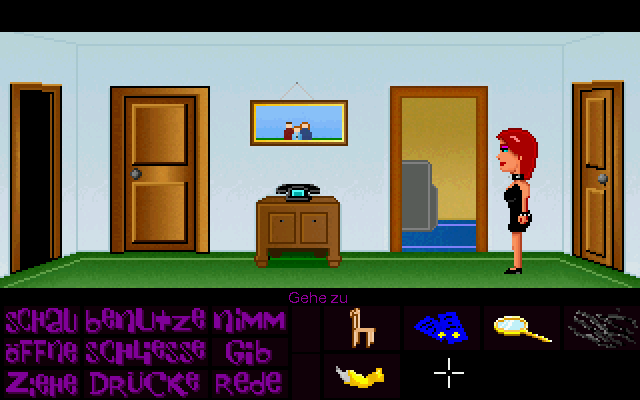 Gehe zu
Schau benutze nimm
öffne Schliesse Gib
Ziehe Drücke Rede